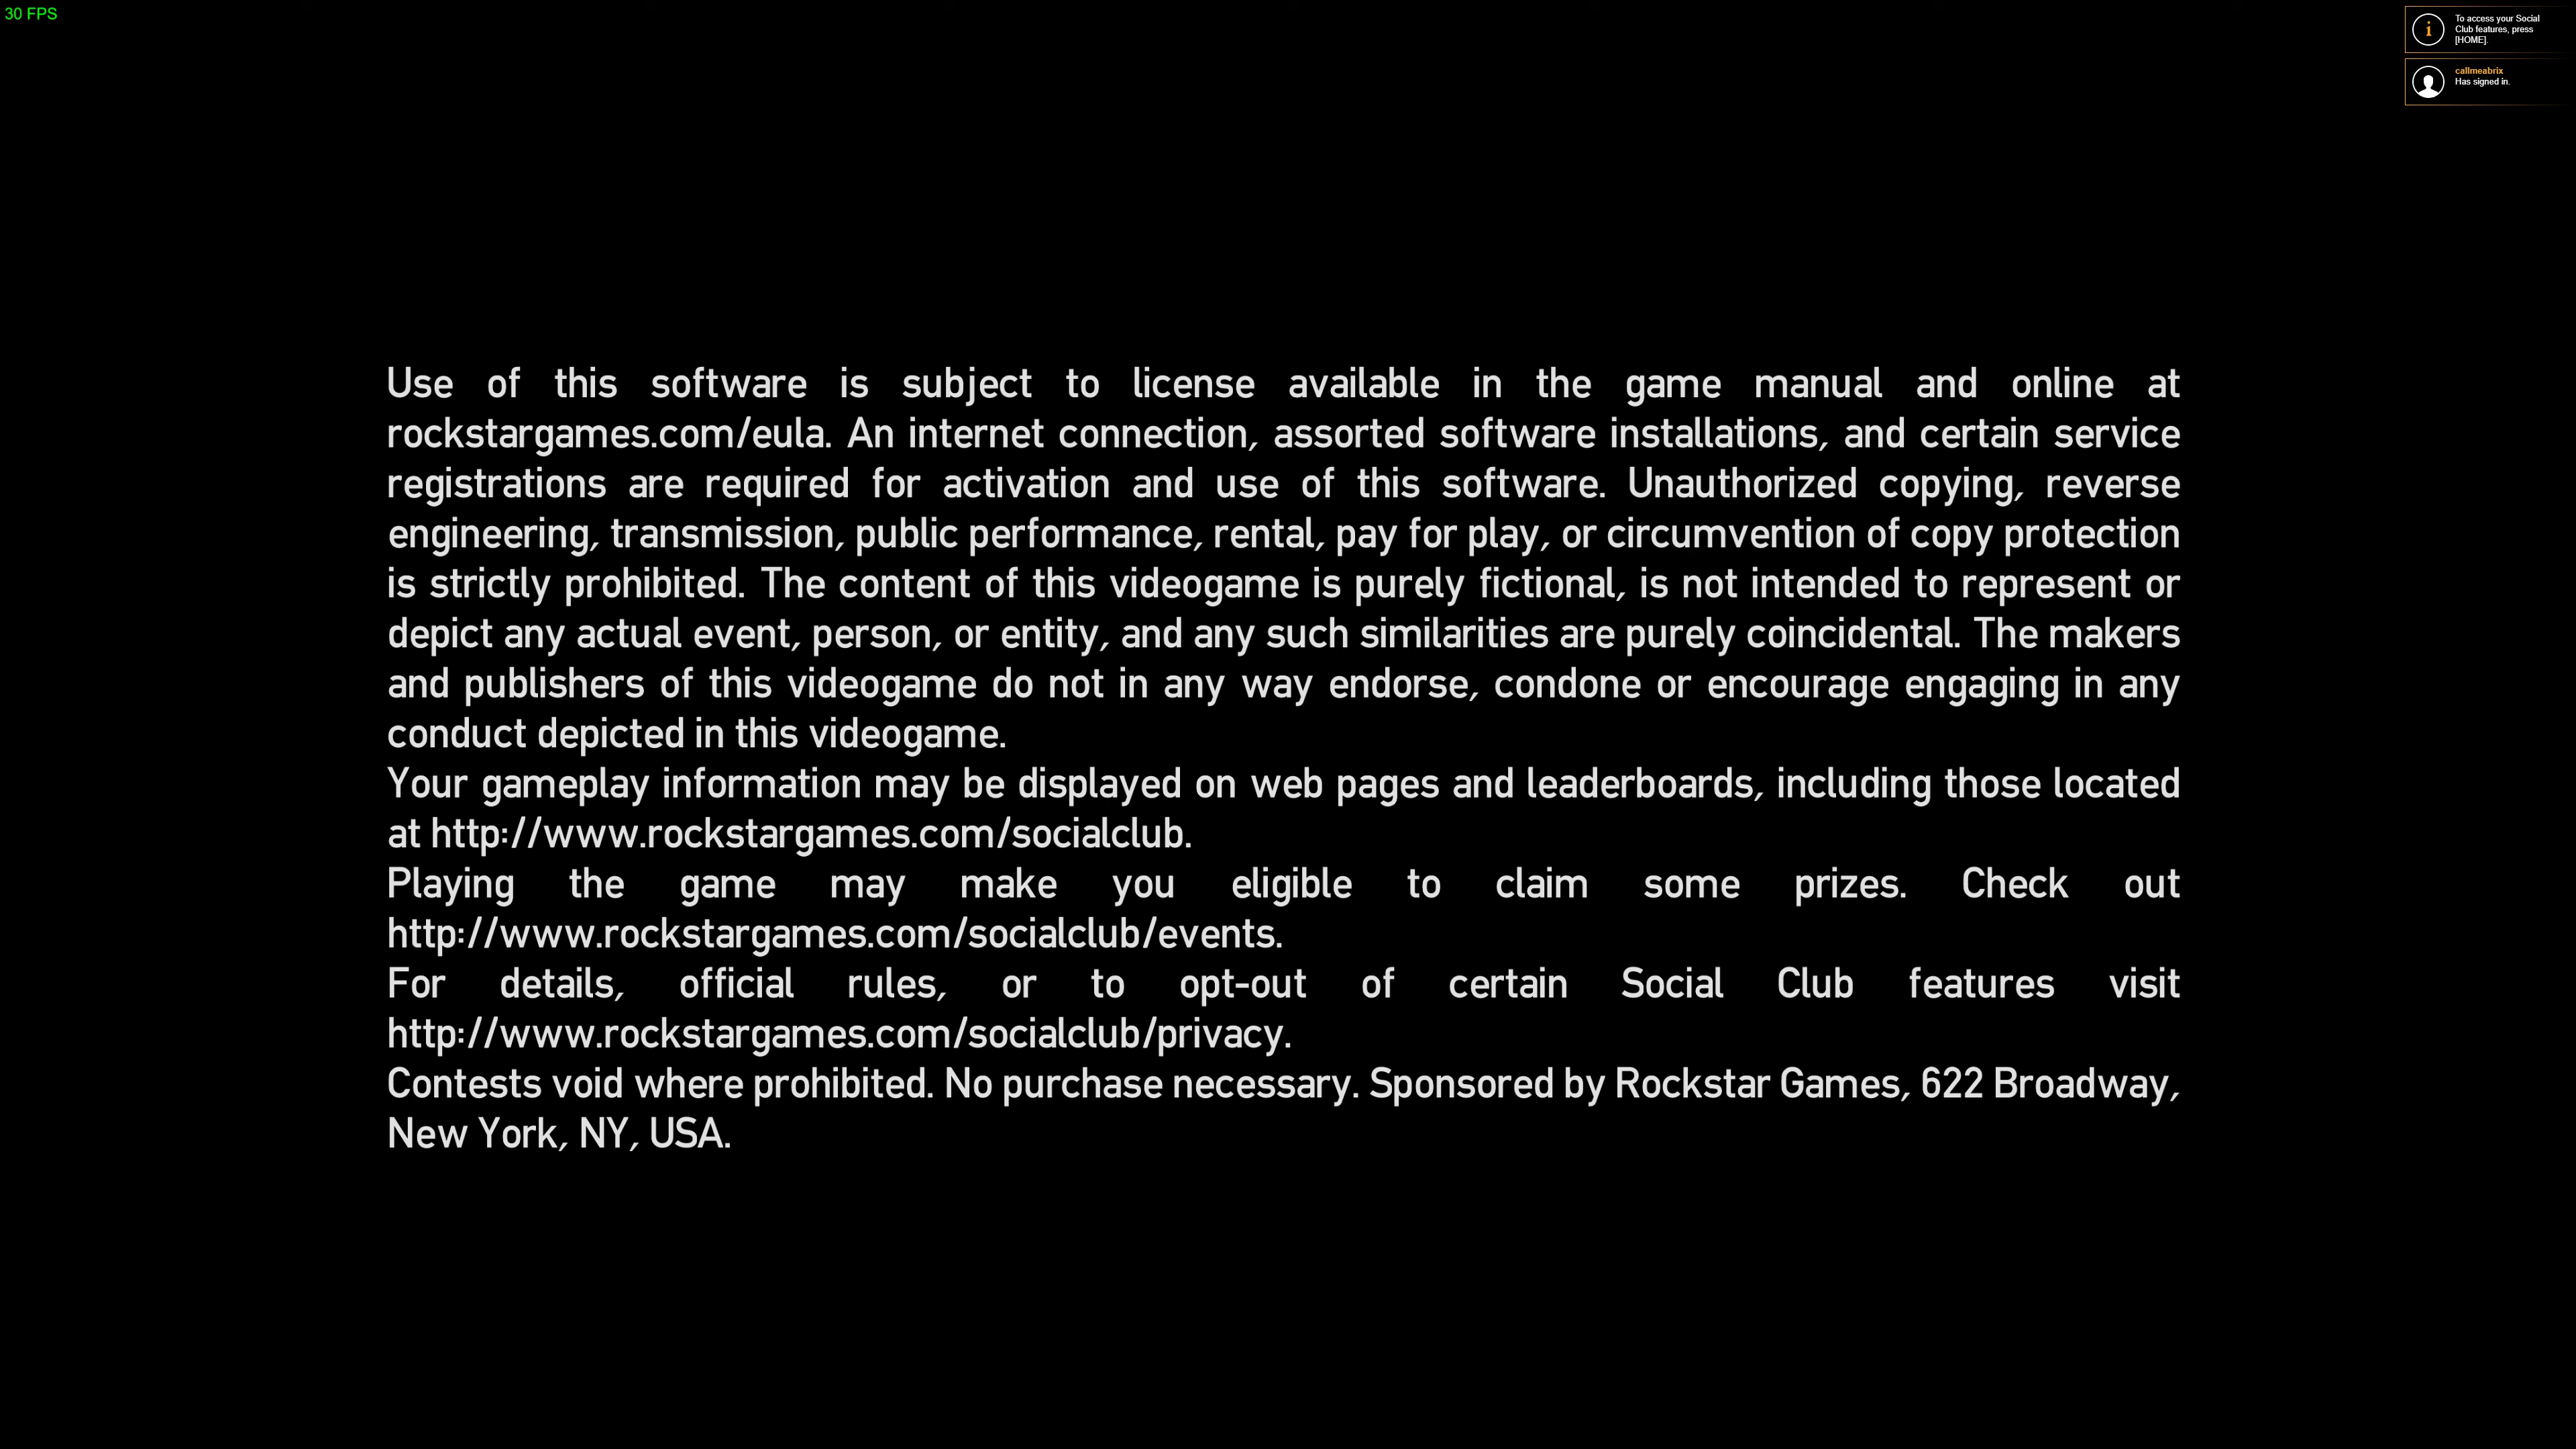 30 FPS
To access your Social
Club features, press
[HOME].
callmeabrix
Has signed in.
Use of this software is subject to license available in the game manual and online at
rockstargames.com/eula. An internet connection, assorted software installations, and certain service
registrations are required for activation and use of this software. Unauthorized copying, reverse
engineering, transmission, public performance, rental, pay for play, or circumvention of copy protection
is strictly prohibited. The content of this videogame is purely fictional, is not intended to represent or
depict any actual event, person, or entity, and any such similarities are purely coincidental. The makers
and publishers of this videogame do not in any way endorse, condone or encourage engaging in any
conduct depicted in this videogame.
Your gameplay information may be displayed on web pages and leaderboards, including those located
at http://www.rockstargames.com/socialclub.
Playing the game may make you eligible to claim some prizes. Check out
http://www.rockstargames.com/socialclub/events.
For details, official rules, or to opt-out of certain Social Club features visit
http://www.rockstargames.com/socialclub/privacy.
Contests void where prohibited. No purchase necessary. Sponsored by Rockstar Games, 622 Broadway,
New York, NY, USA.